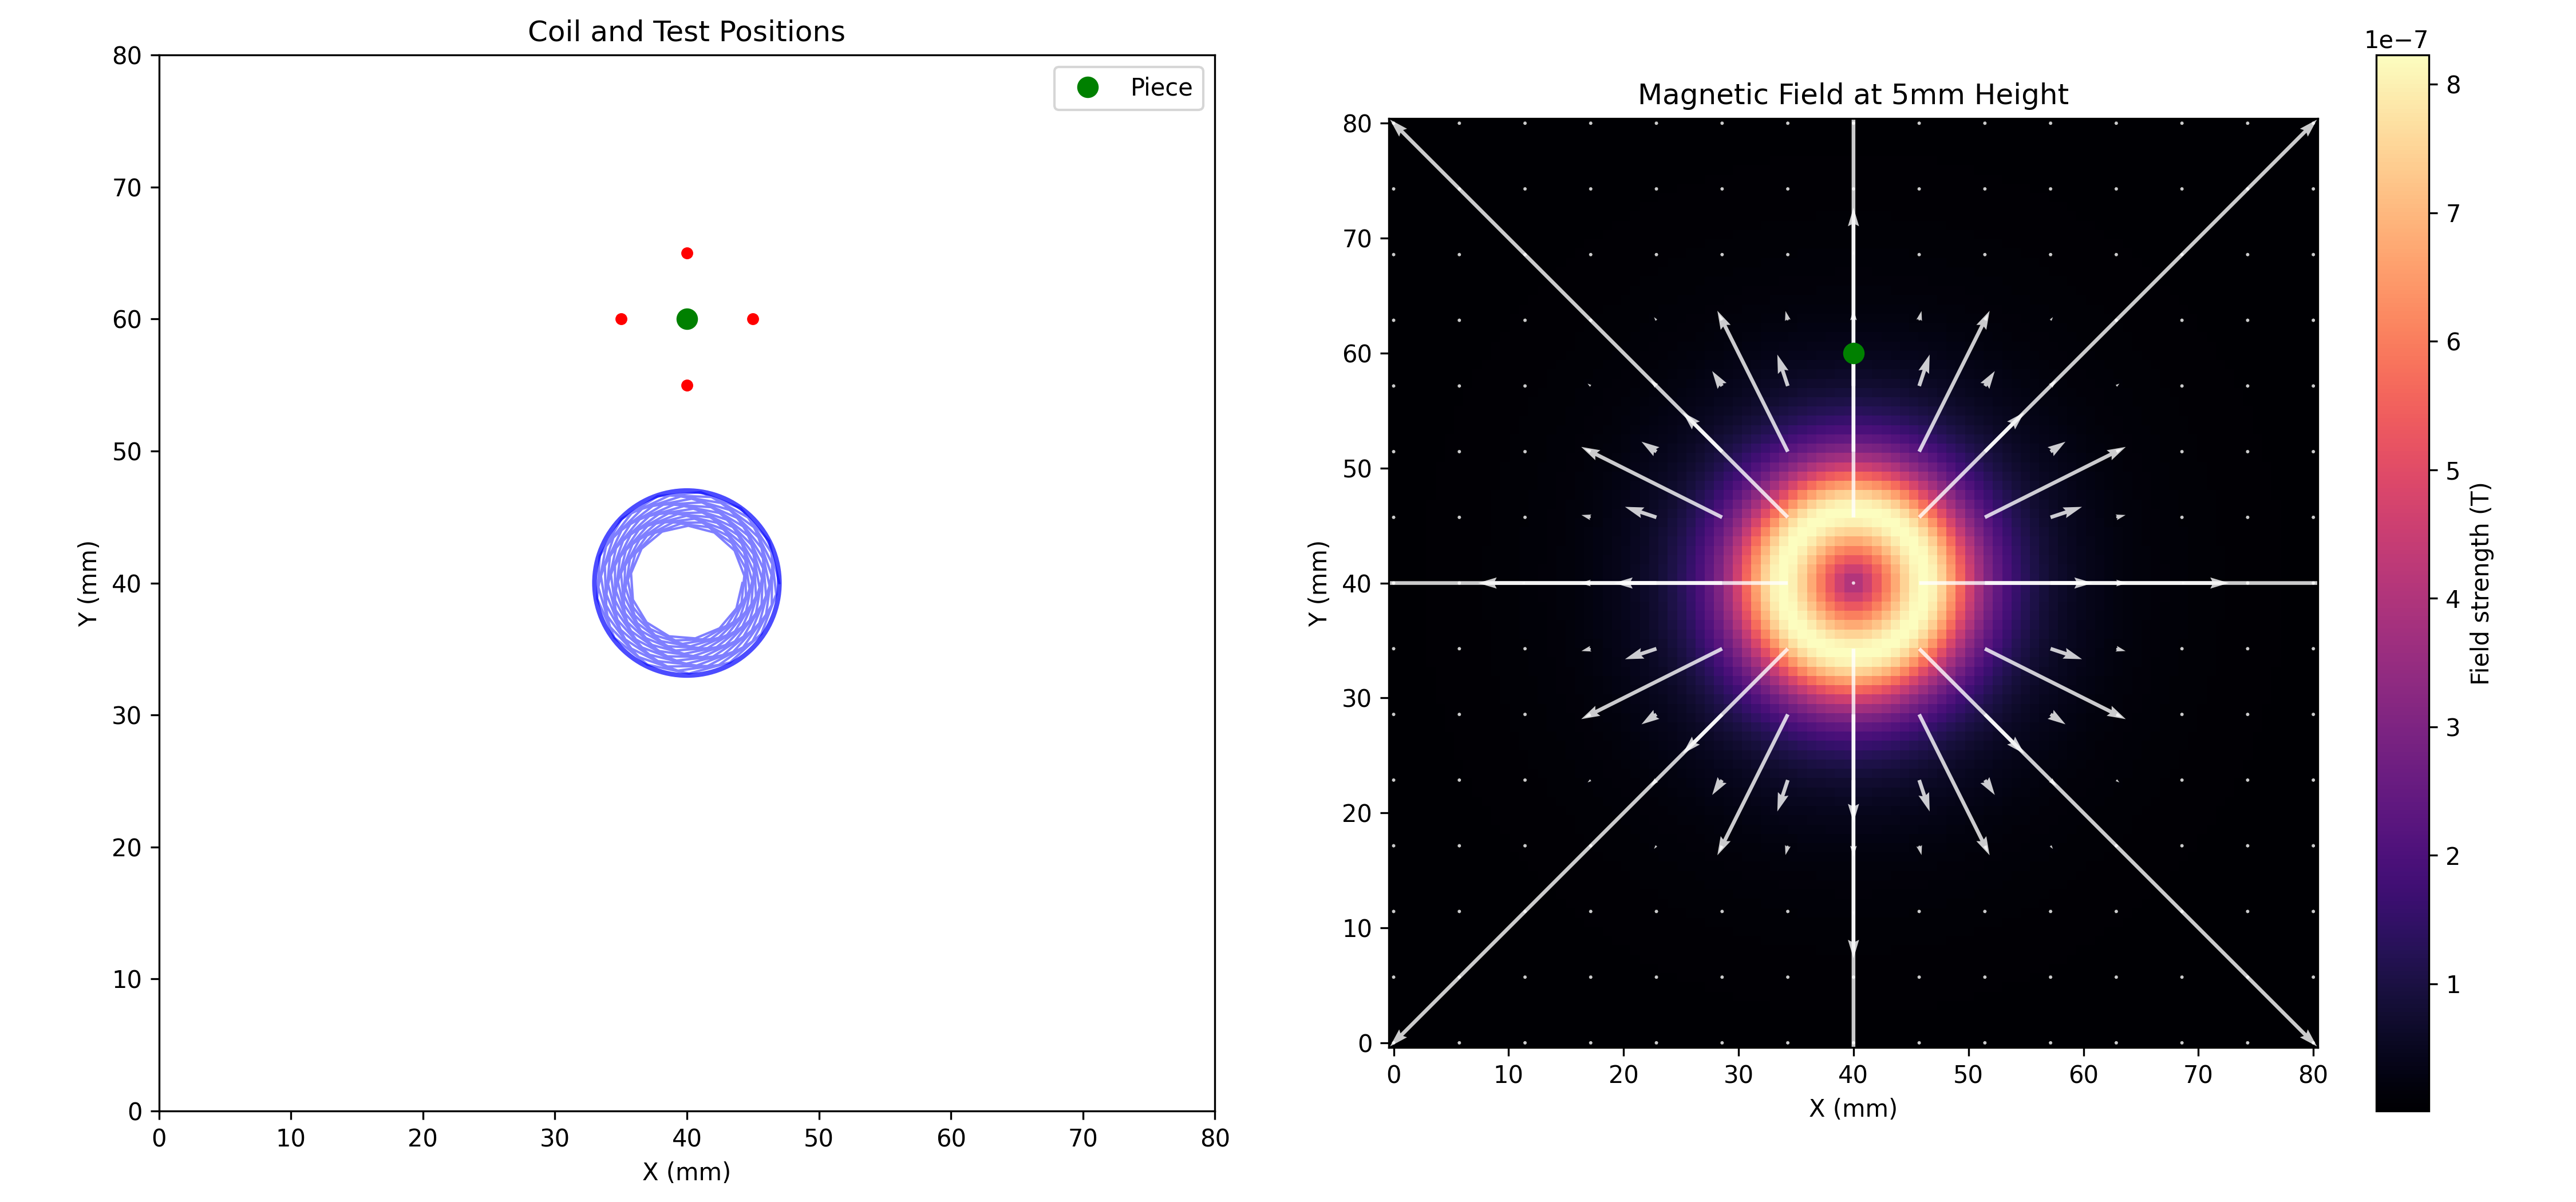 Coil and Test Positions
Piece
80
70
60
50
40
30
20
10
0
Y (mm)
0 10 20 30 40 50 60 70 80
X (mm)
Magnetic Field at 5mm Height
80
70
60
50
40
30
20
10
0
Y (mm)
0 10 20 30 40 50 60 70 80
X (mm)
1e−7
8
7
6
5
4
3
2
1
Field strength (T)